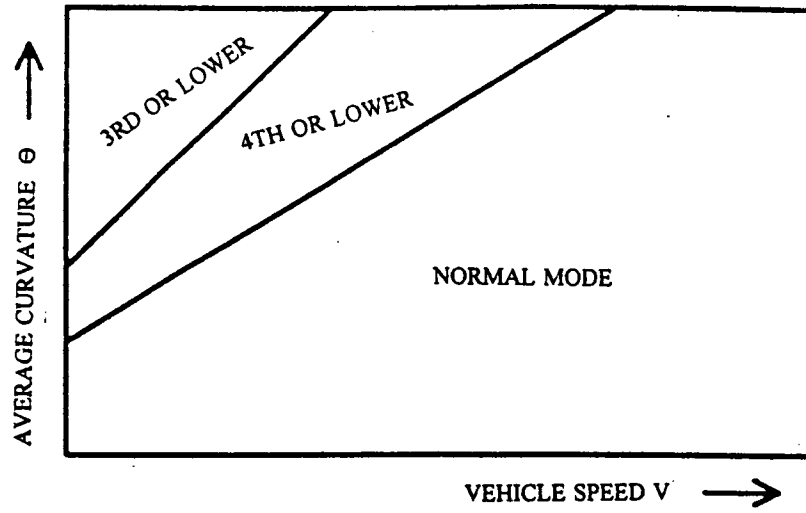 3RD OR LOWER
4TH OR LOWER
NORMAL MODE
AVERAGE CURVATURE Θ
VEHICLE SPEED V